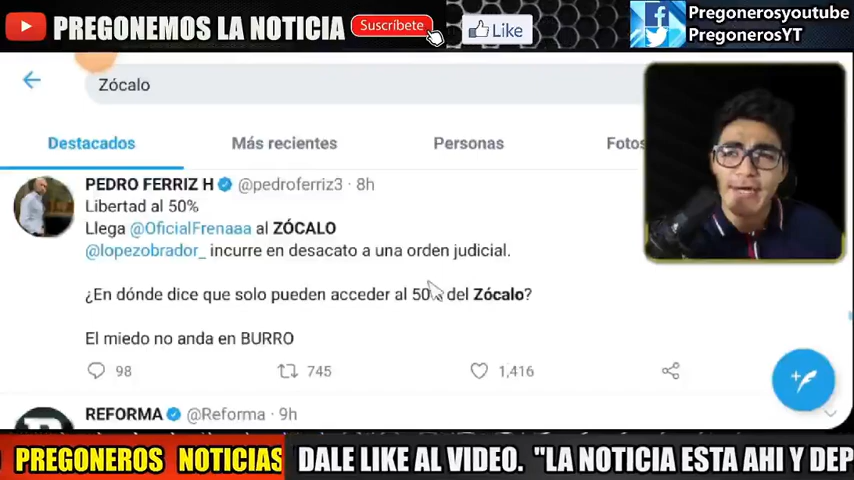 PREGONEMOS LA NOTICIA
Suscríbete
Like
Pregonerosyoutube
PregonerosYT
Zócalo
Destacados
Más recientes
Personas
Fotos
PEDRO FERRIZ H @pedroferriz3 · 8h
Libertad al 50%
Llega @OficialFrenaaa al ZÓCALO
@lopezobrador_ incurre en desacato a una orden judicial.
¿En dónde dice que solo pueden acceder al 50% del Zócalo?
El miedo no anda en BURRO
98
745
1,416
REFORMA @Reforma · 9h
PREGONEROS NOTICIAS
DALE LIKE AL VIDEO. "LA NOTICIA ESTA AHI Y DEP